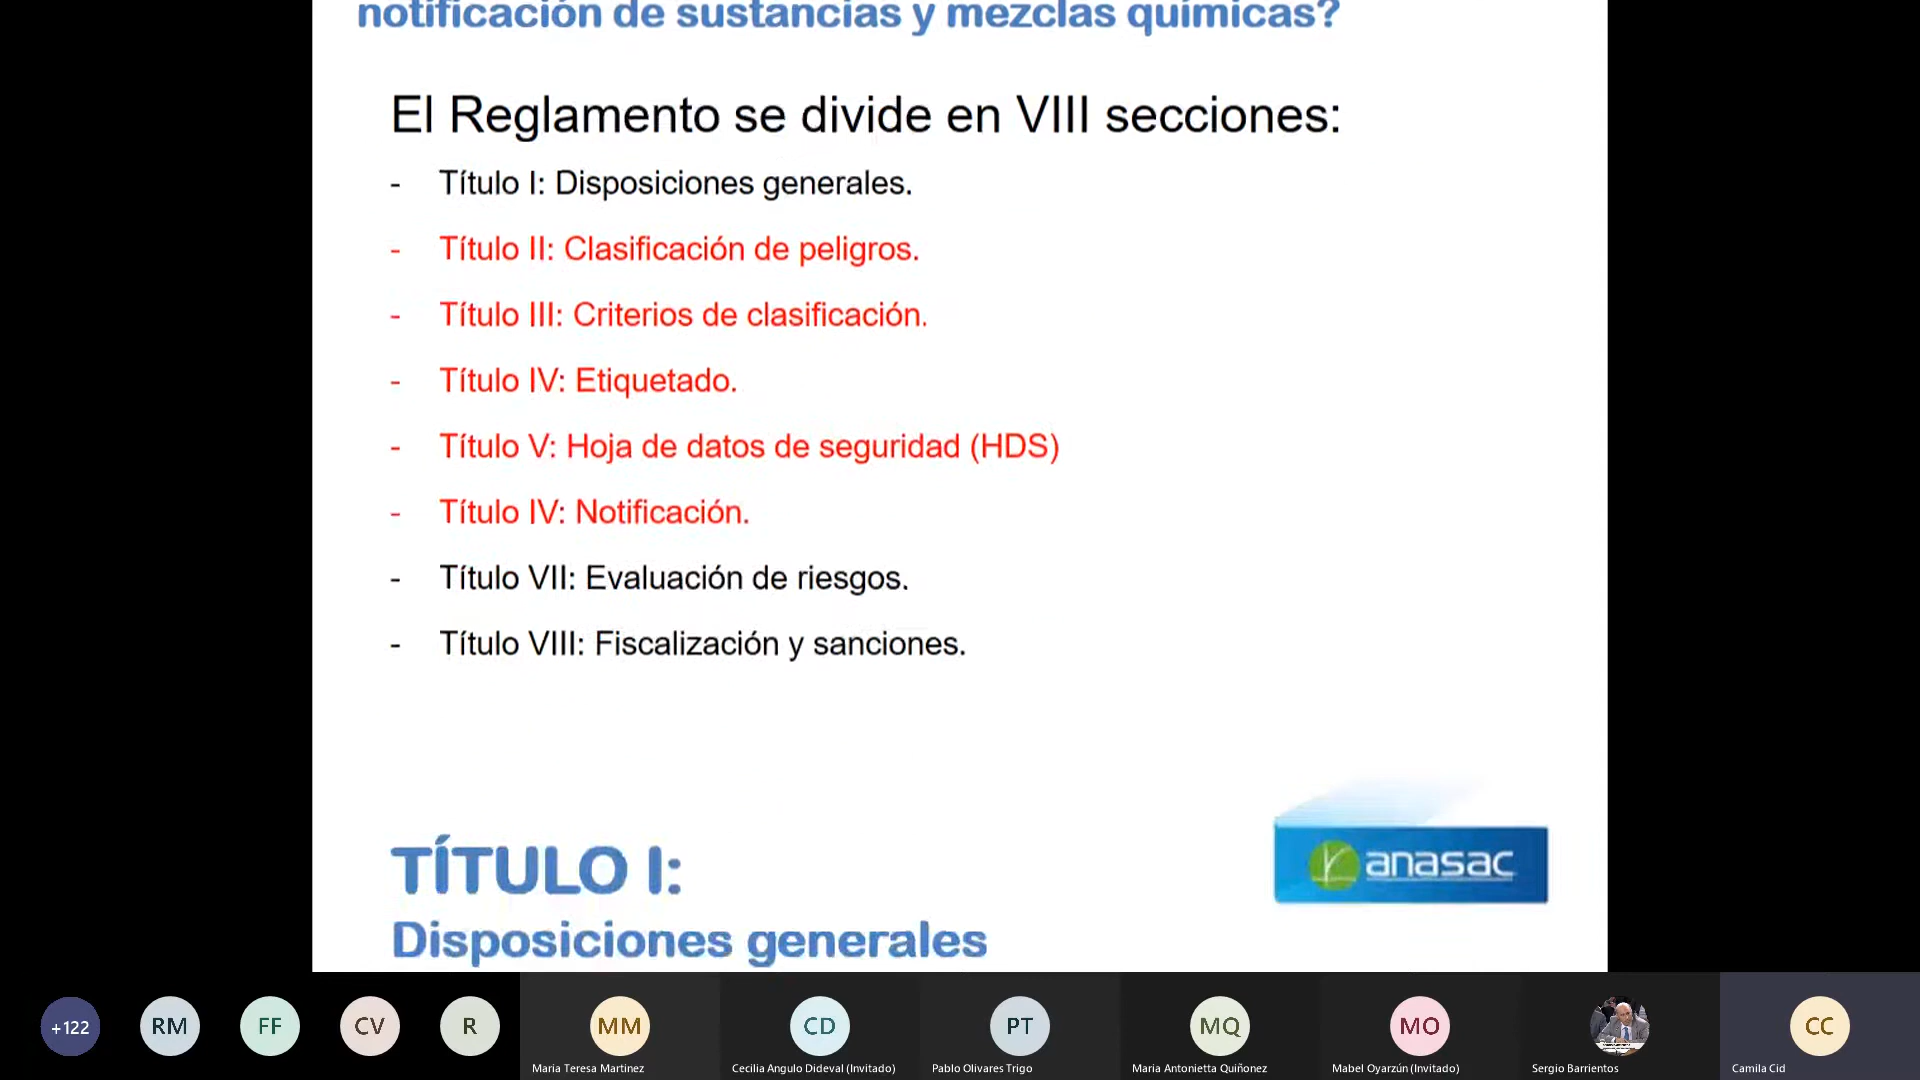 notificación de sustancias y mezclas químicas?
El Reglamento se divide en VIII secciones:
- Título I: Disposiciones generales.
- Título II: Clasificación de peligros.
- Título III: Criterios de clasificación.
- Título IV: Etiquetado.
- Título V: Hoja de datos de seguridad (HDS)
- Título IV: Notificación.
- Título VII: Evaluación de riesgos.
- Título VIII: Fiscalización y sanciones.
anasac
TÍTULO I:
Disposiciones generales
+122 RM FF CV R MM CD PT MQ MO CC
Maria Teresa Martinez Cecilia Angulo Dideval (Invitado) Pablo Olivares Trigo Maria Antonietta Quiñonez Mabel Oyarzún (Invitado) Sergio Barrientos Camila Cid